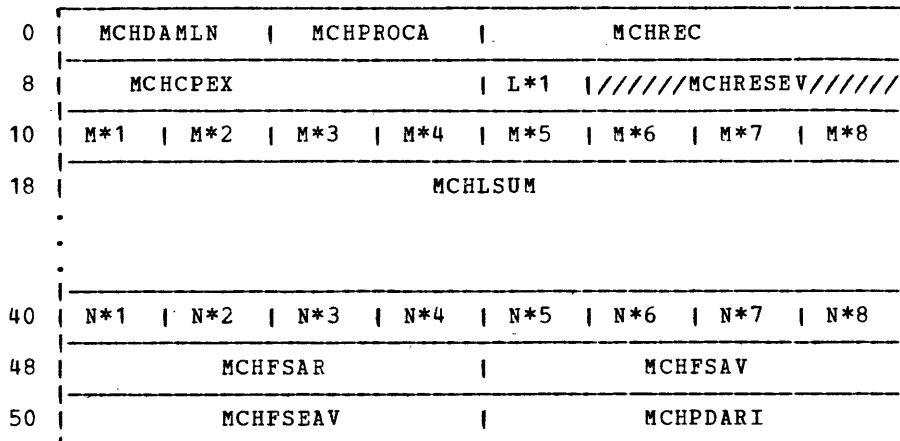 0 | MCHDAMLN | MCHPROCA | MCHREC
8 | MCHCPEX | L*1 |//////MCHRESEV//////
10 | M*1 | M*2 | M*3 | M*4 | M*5 | M*6 | M*7 | M*8
18 | MCHLSUM
.
.
.
40 | N*1 | N*2 | N*3 | N*4 | N*5 | N*6 | N*7 | N*8
48 | MCHFSAR | MCHFSAV
50 | MCHFSEAV | MCHPDARI